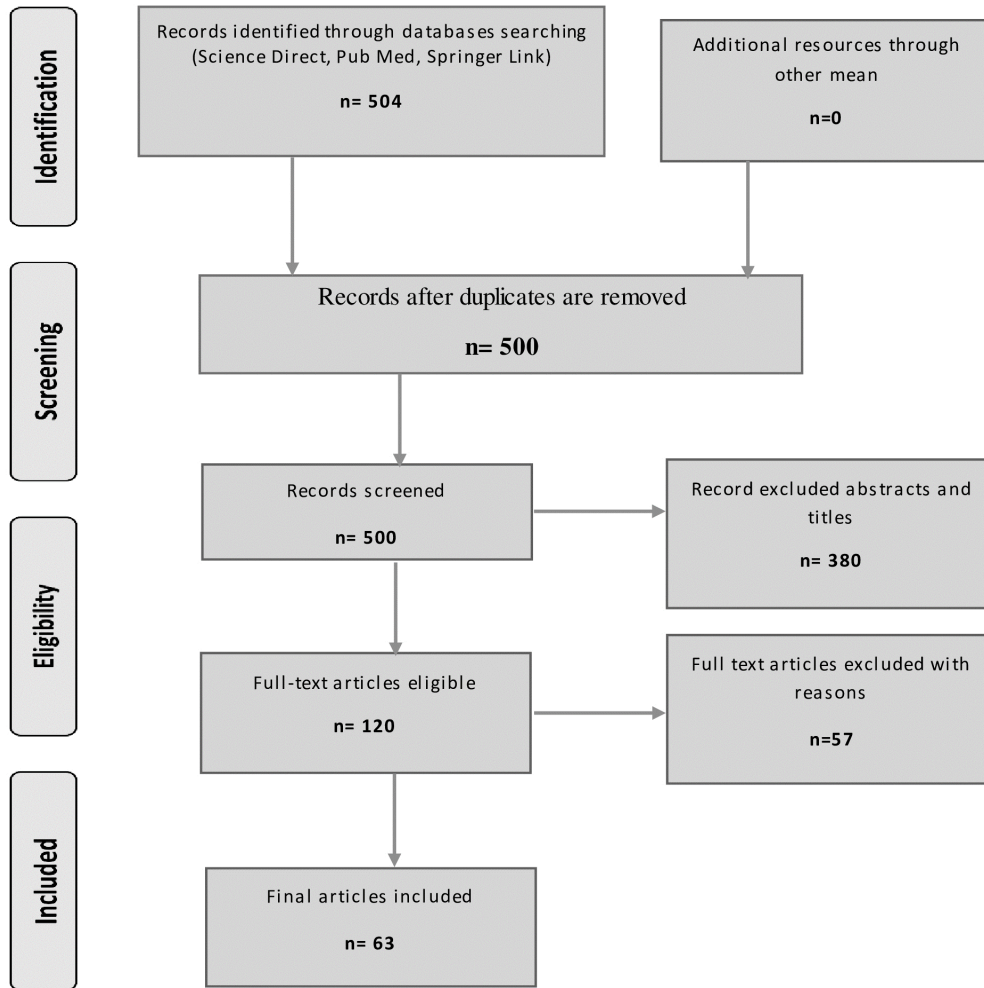 Identification
Records identified through databases searching
(Science Direct, Pub Med, Springer Link)
n= 504
Additional resources through
other mean
n=0
Screening
Records after duplicates are removed
n= 500
Records screened
n= 500
Record excluded abstracts and
titles
n= 380
Eligibility
Full-text articles eligible
n= 120
Full text articles excluded with
reasons
n=57
Included
Final articles included
n= 63